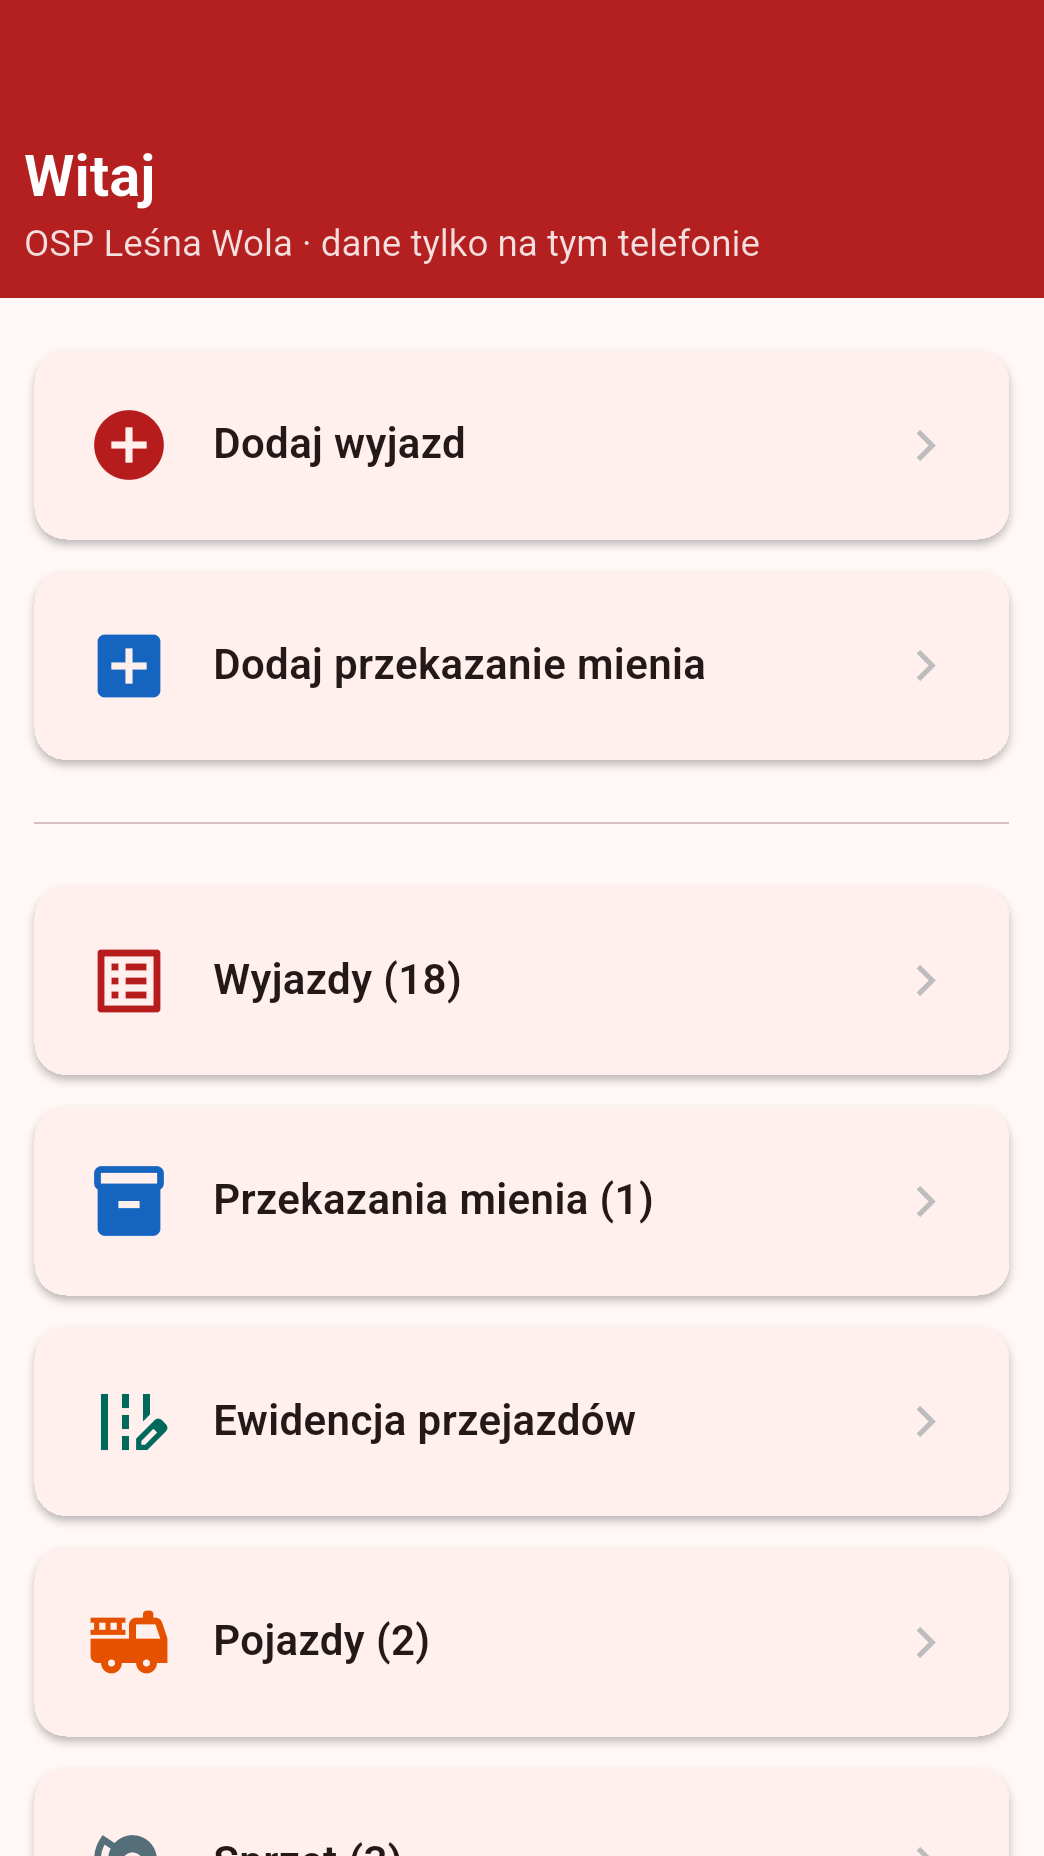 Witaj
OSP Leśna Wola · dane tylko na tym telefonie
Dodaj wyjazd
Dodaj przekazanie mienia
Wyjazdy (18)
Przekazania mienia (1)
Ewidencja przejazdów
Pojazdy (2)